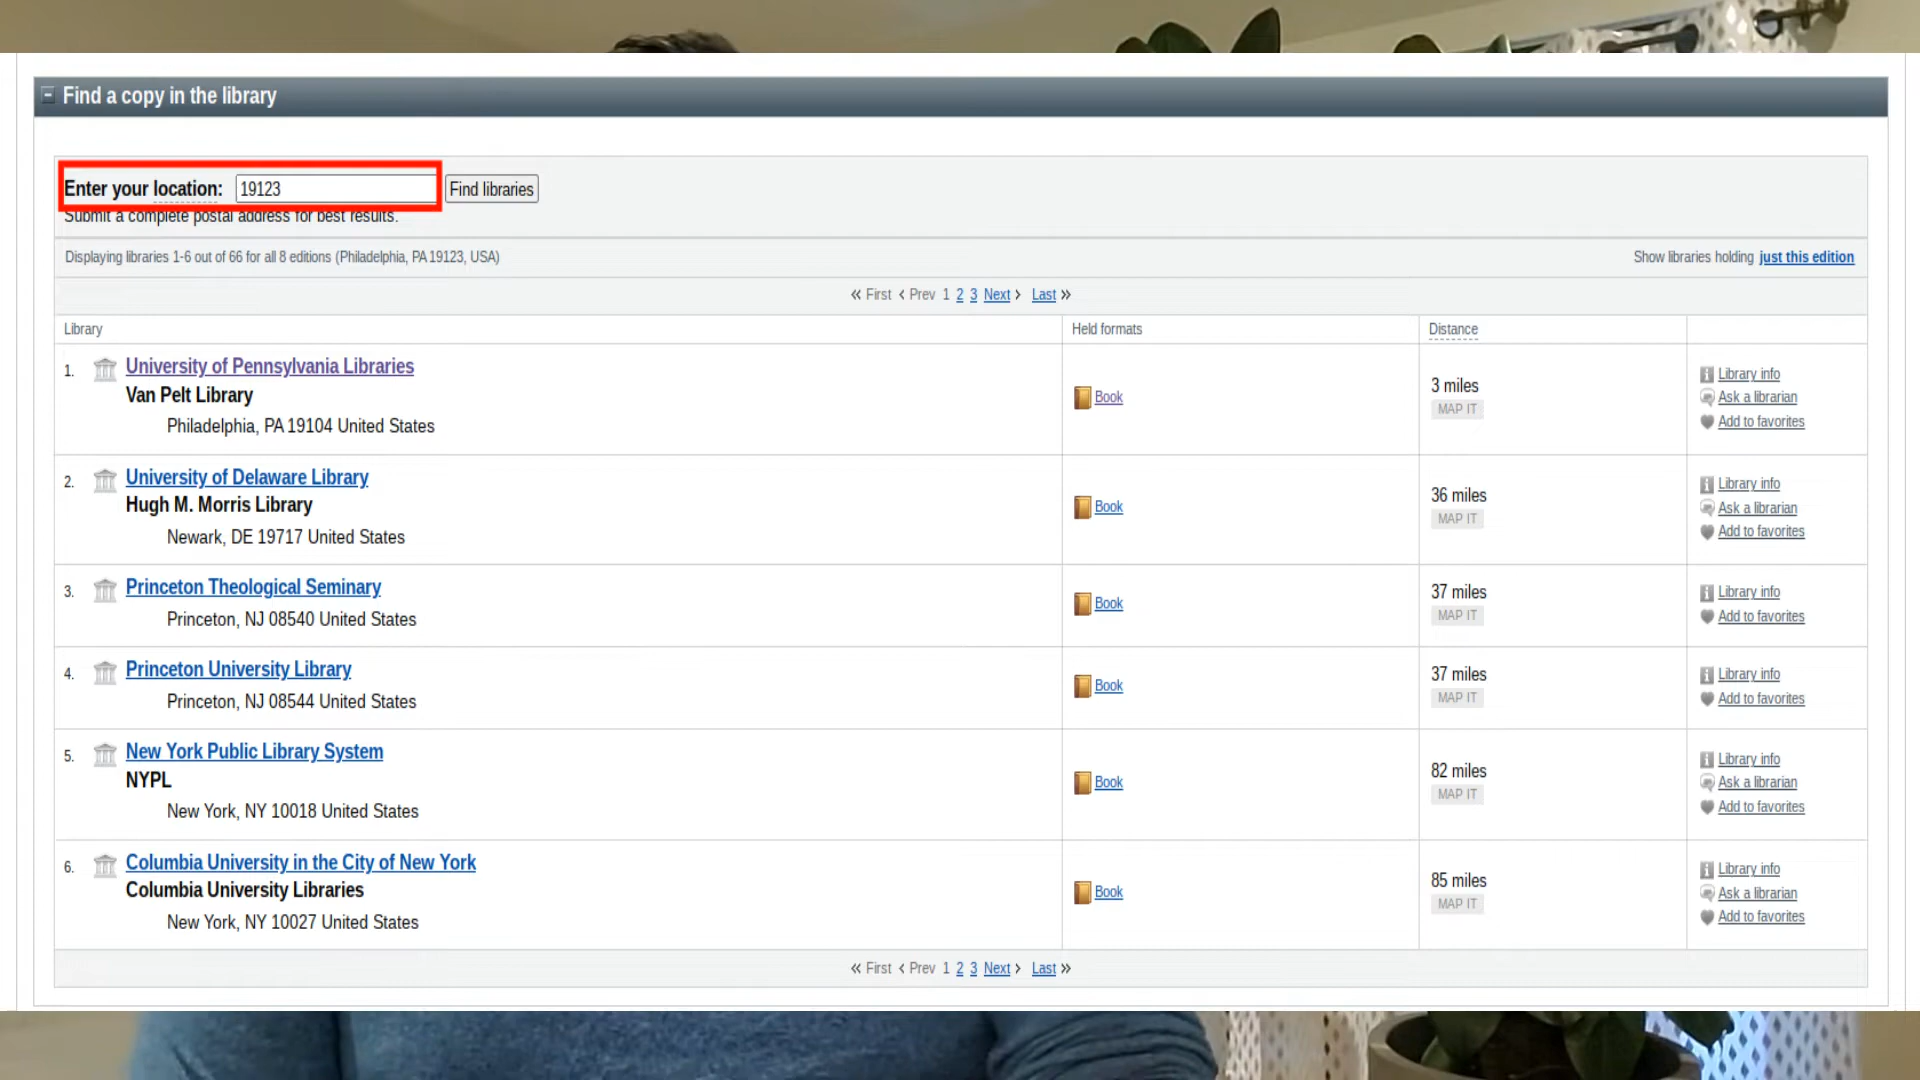 Find a copy in the library
Enter your location: 19123 Find libraries
Submit a complete postal address for best results.
Displaying libraries 1-6 out of 66 for all 8 editions (Philadelphia, PA 19123, USA) Show libraries holding just this edition
« First ‹ Prev 1 2 3 Next › Last »
Library Held formats Distance
1. University of Pennsylvania Libraries
Van Pelt Library
Philadelphia, PA 19104 United States
Book
3 miles
MAP IT
Library info
Ask a librarian
Add to favorites
2. University of Delaware Library
Hugh M. Morris Library
Newark, DE 19717 United States
Book
36 miles
MAP IT
Library info
Ask a librarian
Add to favorites
3. Princeton Theological Seminary
Princeton, NJ 08540 United States
Book
37 miles
MAP IT
Library info
Add to favorites
4. Princeton University Library
Princeton, NJ 08544 United States
Book
37 miles
MAP IT
Library info
Add to favorites
5. New York Public Library System
NYPL
New York, NY 10018 United States
Book
82 miles
MAP IT
Library info
Ask a librarian
Add to favorites
6. Columbia University in the City of New York
Columbia University Libraries
New York, NY 10027 United States
Book
85 miles
MAP IT
Library info
Ask a librarian
Add to favorites
« First ‹ Prev 1 2 3 Next › Last »